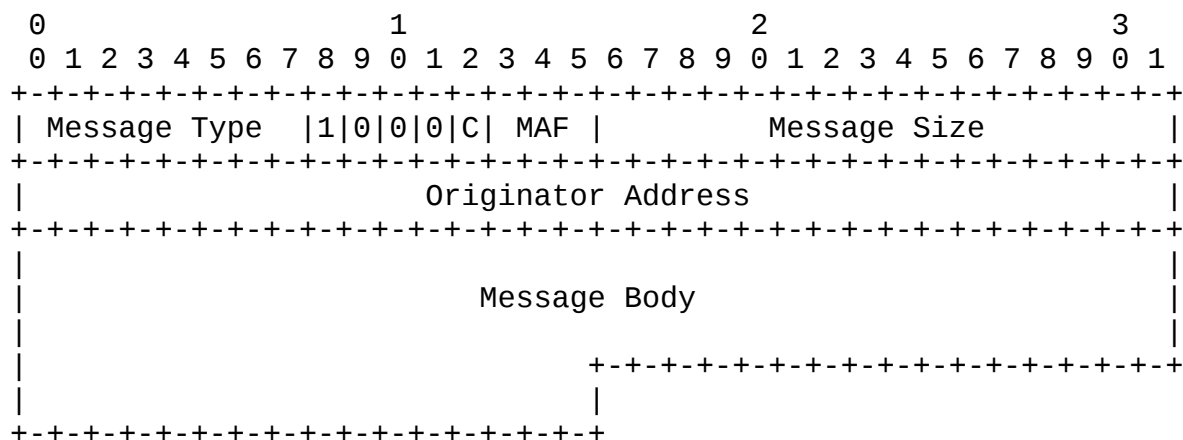 0                   1                   2                   3
 0 1 2 3 4 5 6 7 8 9 0 1 2 3 4 5 6 7 8 9 0 1 2 3 4 5 6 7 8 9 0 1
+-+-+-+-+-+-+-+-+-+-+-+-+-+-+-+-+-+-+-+-+-+-+-+-+-+-+-+-+-+-+-+-+
| Message Type  |1|0|0|0|C| MAF |         Message Size          |
+-+-+-+-+-+-+-+-+-+-+-+-+-+-+-+-+-+-+-+-+-+-+-+-+-+-+-+-+-+-+-+-+
|                      Originator Address                       |
+-+-+-+-+-+-+-+-+-+-+-+-+-+-+-+-+-+-+-+-+-+-+-+-+-+-+-+-+-+-+-+-+
|                                                               |
|                         Message Body                          |
|                                                               |
|                               +-+-+-+-+-+-+-+-+-+-+-+-+-+-+-+-+
|                               |
+-+-+-+-+-+-+-+-+-+-+-+-+-+-+-+-+